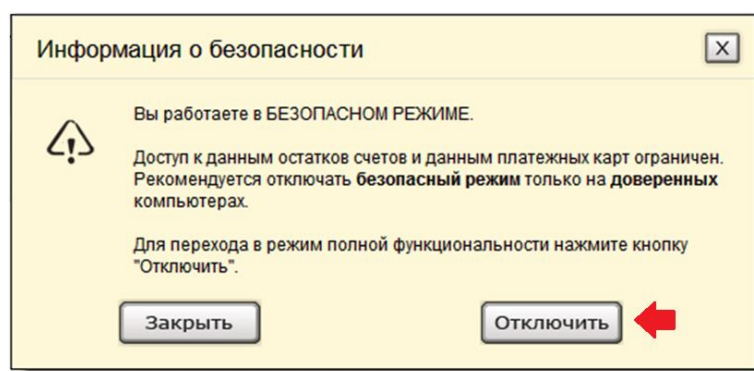 Информация о безопасности
X
Вы работаете в БЕЗОПАСНОМ РЕЖИМЕ.
Доступ к данным остатков счетов и данным платежных карт ограничен.
Рекомендуется отключать безопасный режим только на доверенных
компьютерах.
Для перехода в режим полной функциональности нажмите кнопку
"Отключить".
Закрыть
Отключить